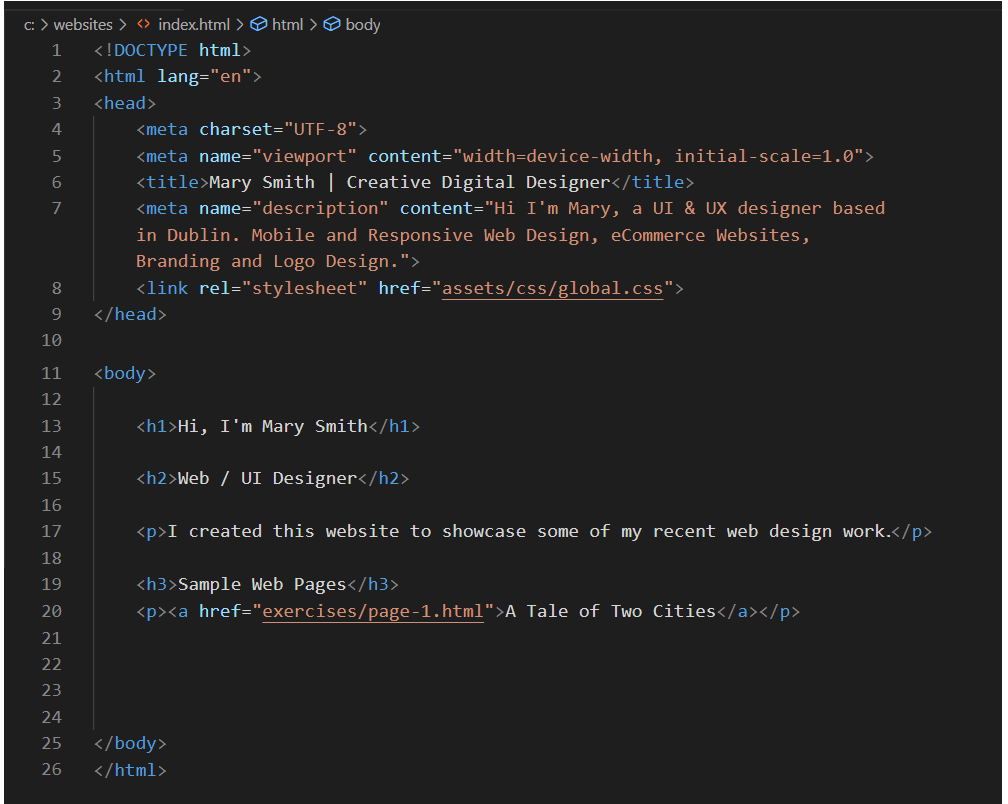 c: > websites > <> index.html > html > body
1 <!DOCTYPE html>
2 <html lang="en">
3 <head>
4     <meta charset="UTF-8">
5     <meta name="viewport" content="width=device-width, initial-scale=1.0">
6     <title>Mary Smith | Creative Digital Designer</title>
7     <meta name="description" content="Hi I'm Mary, a UI & UX designer based
    in Dublin. Mobile and Responsive Web Design, eCommerce Websites,
    Branding and Logo Design.">
8     <link rel="stylesheet" href="assets/css/global.css">
9 </head>
10
11 <body>
12
13     <h1>Hi, I'm Mary Smith</h1>
14
15     <h2>Web / UI Designer</h2>
16
17     <p>I created this website to showcase some of my recent web design work.</p>
18
19     <h3>Sample Web Pages</h3>
20     <p><a href="exercises/page-1.html">A Tale of Two Cities</a></p>
21
22
23
24
25 </body>
26 </html>